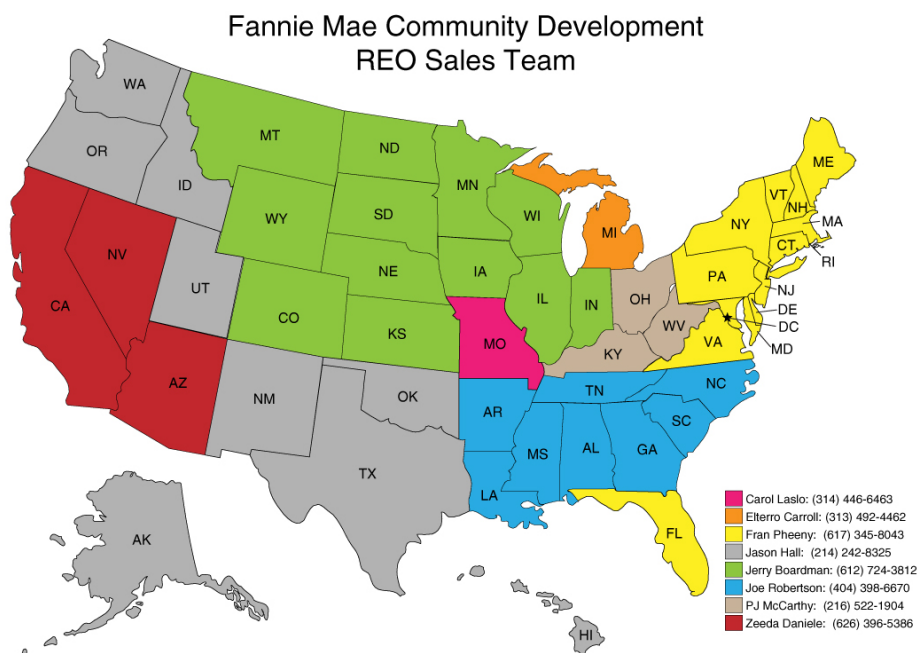 Fannie Mae Community Development
REO Sales Team
WA
MT
ND
OR
MN
ID
ME
VT
NH
WI
SD
WY
NY
MA
MI
CT
RI
NV
NE
IA
PA
UT
CA
IL
IN
OH
NJ
CO
DE
WV
DC
KS
MO
VA
KY
MD
AZ
NC
TN
NM
OK
AR
SC
MS
AL
GA
TX
LA
FL
AK
HI
Carol Laslo: (314) 446-6463
Elterro Carroll: (313) 492-4462
Fran Pheeny: (617) 345-8043
Jason Hall: (214) 242-8325
Jerry Boardman: (612) 724-3812
Joe Robertson: (404) 398-6670
PJ McCarthy: (216) 522-1904
Zeeda Daniele: (626) 396-5386